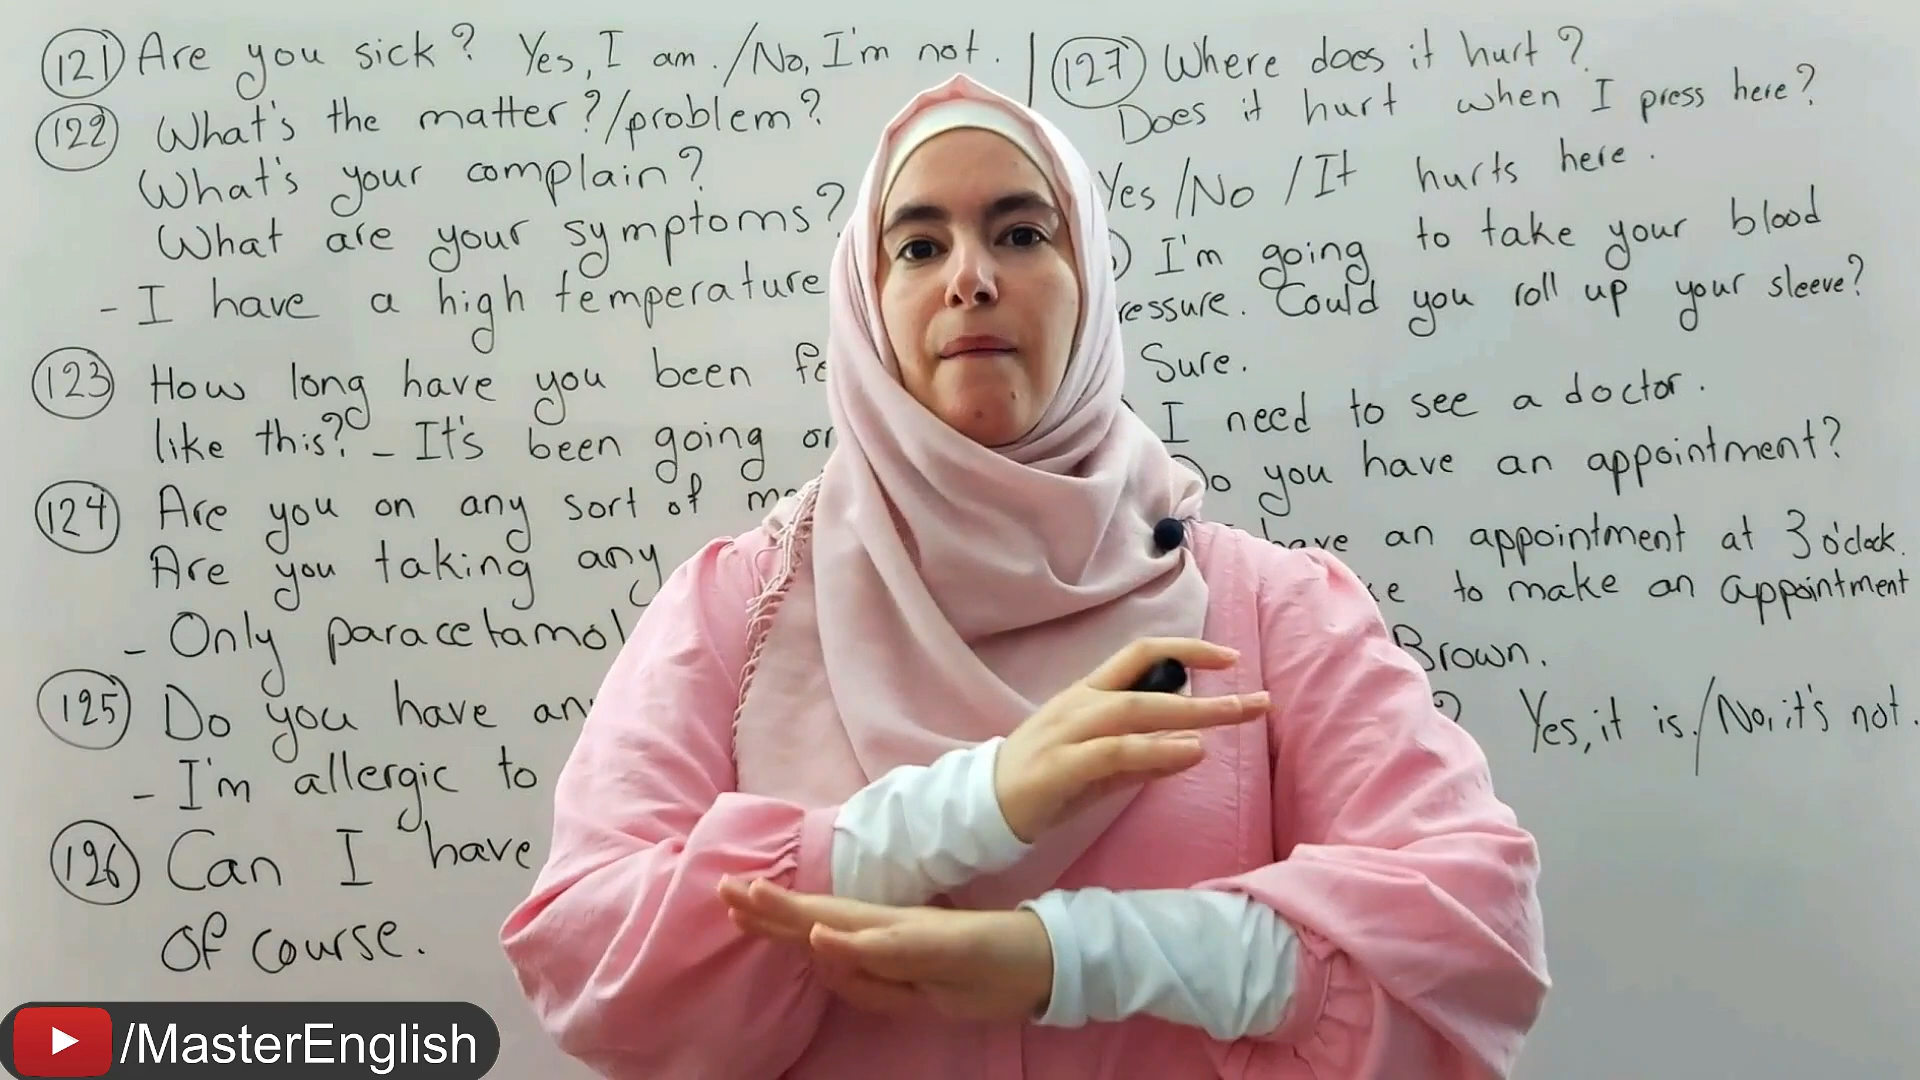 121 Are you sick? Yes, I am. / No, I'm not.
122 What's the matter? / problem?
What's your complain?
What are your symptoms?
- I have a high temperature
123 How long have you been
like this? - It's been going
124 Are you on any sort of
Are you taking any
- Only paracetamol
125 Do you have
- I'm allergic to
126 Can I have
Of course.
127 Where does it hurt?
Does it hurt when I press here?
Yes / No / It hurts here.
I'm going to take your blood
Could you roll up your sleeve?
Sure.
I need to see a doctor.
you have an appointment?
an appointment at 3 o'clock.
to make an appointment
Brown.
Yes, it is. / No, it's not.
/MasterEnglish